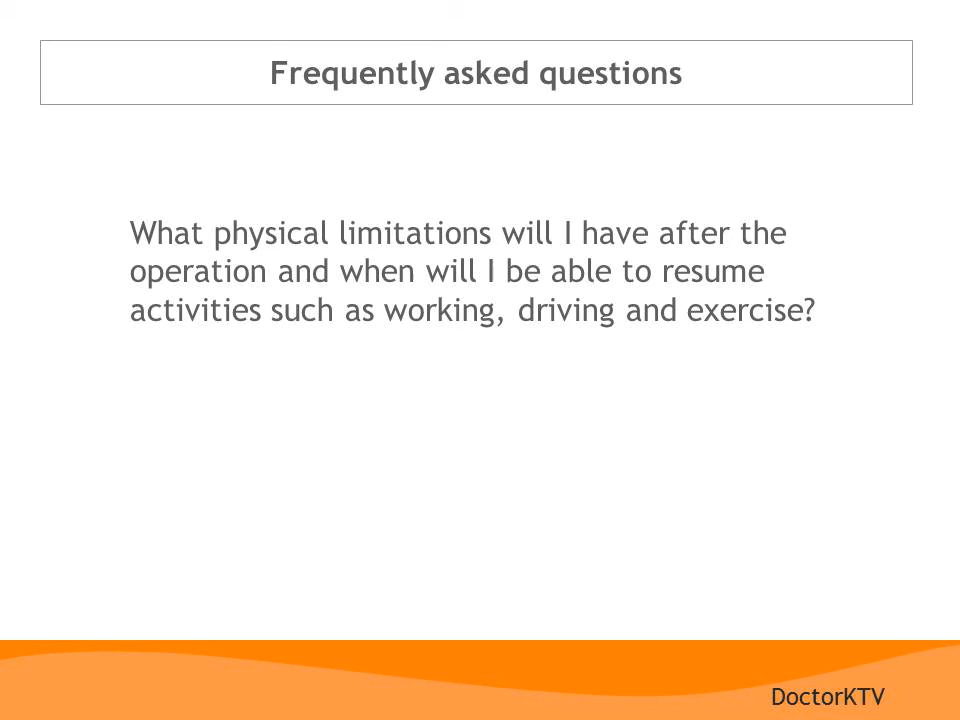 Frequently asked questions
What physical limitations will I have after the
operation and when will I be able to resume
activities such as working, driving and exercise?
DoctorKTV